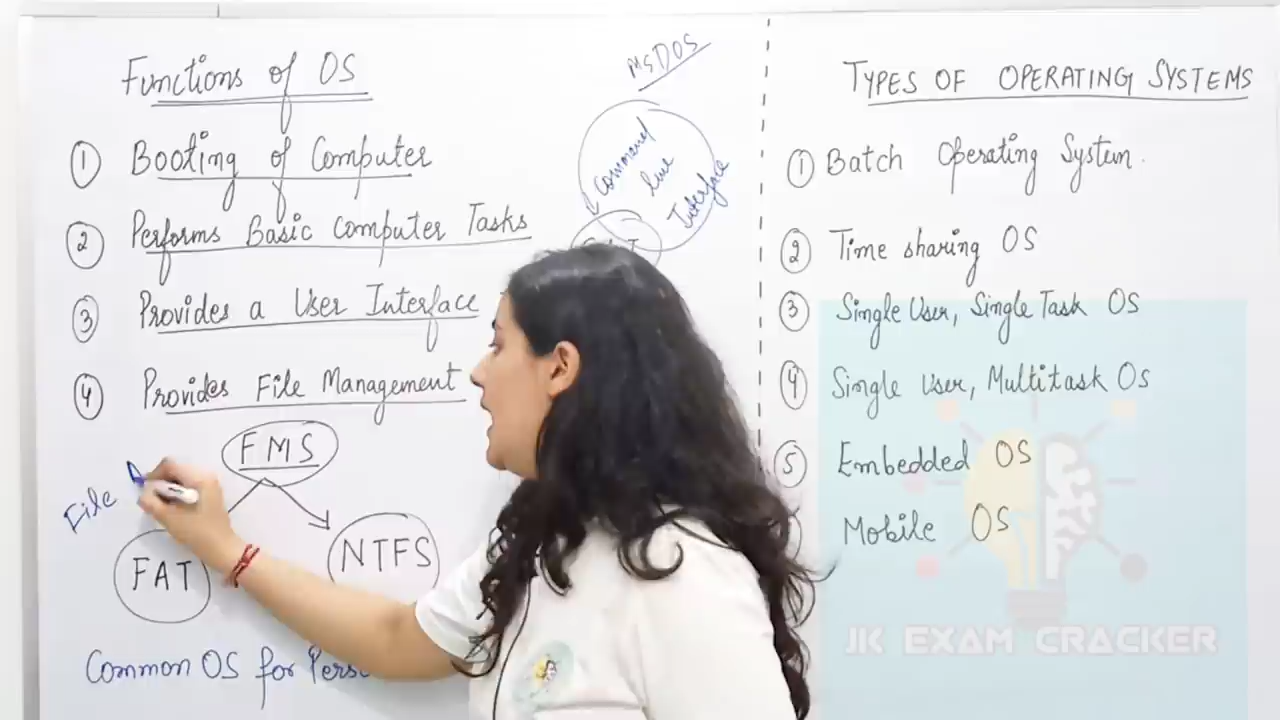 Functions of OS
① Booting of Computer
② Performs Basic Computer Tasks
③ Provides a User Interface
④ Provides File Management
FMS
File
FAT
NTFS
Common OS for
MSDOS
Command
line
Interface
TYPES OF OPERATING SYSTEMS
① Batch Operating System.
② Time sharing OS
③ Single User, Single Task OS
④ Single User, Multitask OS
⑤ Embedded OS
Mobile OS
JK EXAM CRACKER